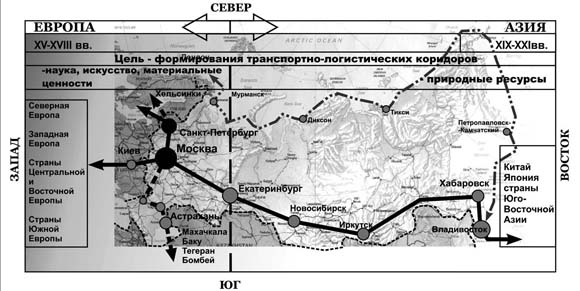 СЕВЕР
ЕВРОПА
АЗИЯ
XV-XVIII вв.
XIX-XXIвв.
ARCTIC OCEAN
Цель - формирования транспортно-логистических коридоров
-наука, искусство, материальные
ценности
природные ресурсы
Хельсинки
Мурманск
Диксон
Тикси
Петропавловск
-Камчатский
Северная
Европа
Западная
Европа
Страны
Центральной
и
Восточной
Европы
Страны
Южной
Европы
ЗАПАД
ВОСТОК
Санкт-Петербург
Киев
Москва
Екатеринбург
Новосибирск
Иркутск
Хабаровск
Владивосток
Китай
Япония
страны
Юго-
Восточной
Азии
Астрахань
Махачкала
Баку
Тегеран
Бомбей
ЮГ